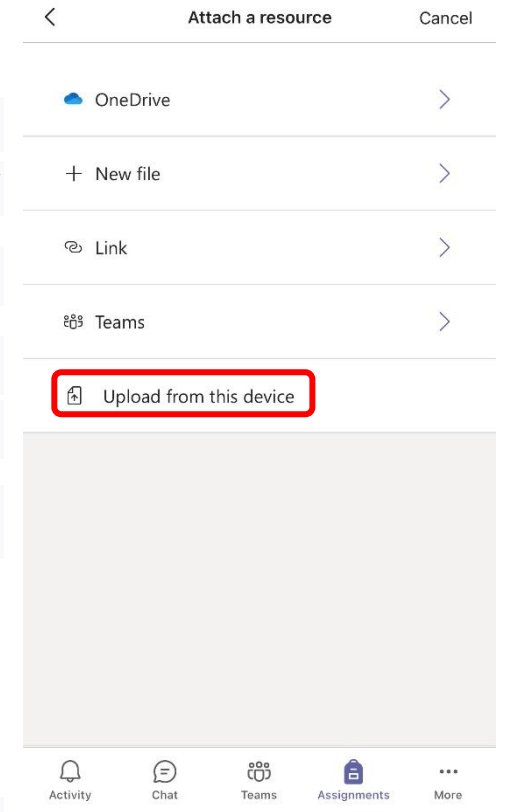 Attach a resource Cancel
OneDrive
New file
Link
Teams
Upload from this device
Activity Chat Teams Assignments More